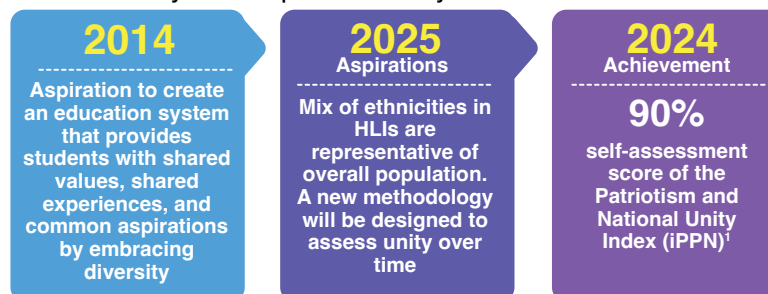 2014
Aspiration to create
an education system
that provides
students with shared
values, shared
experiences, and
common aspirations
by embracing
diversity
2025
Aspirations
Mix of ethnicities in
HLIs are
representative of
overall population.
A new methodology
will be designed to
assess unity over
time
2024
Achievement
90%
self-assessment
score of the
Patriotism and
National Unity
Index (iPPN)¹